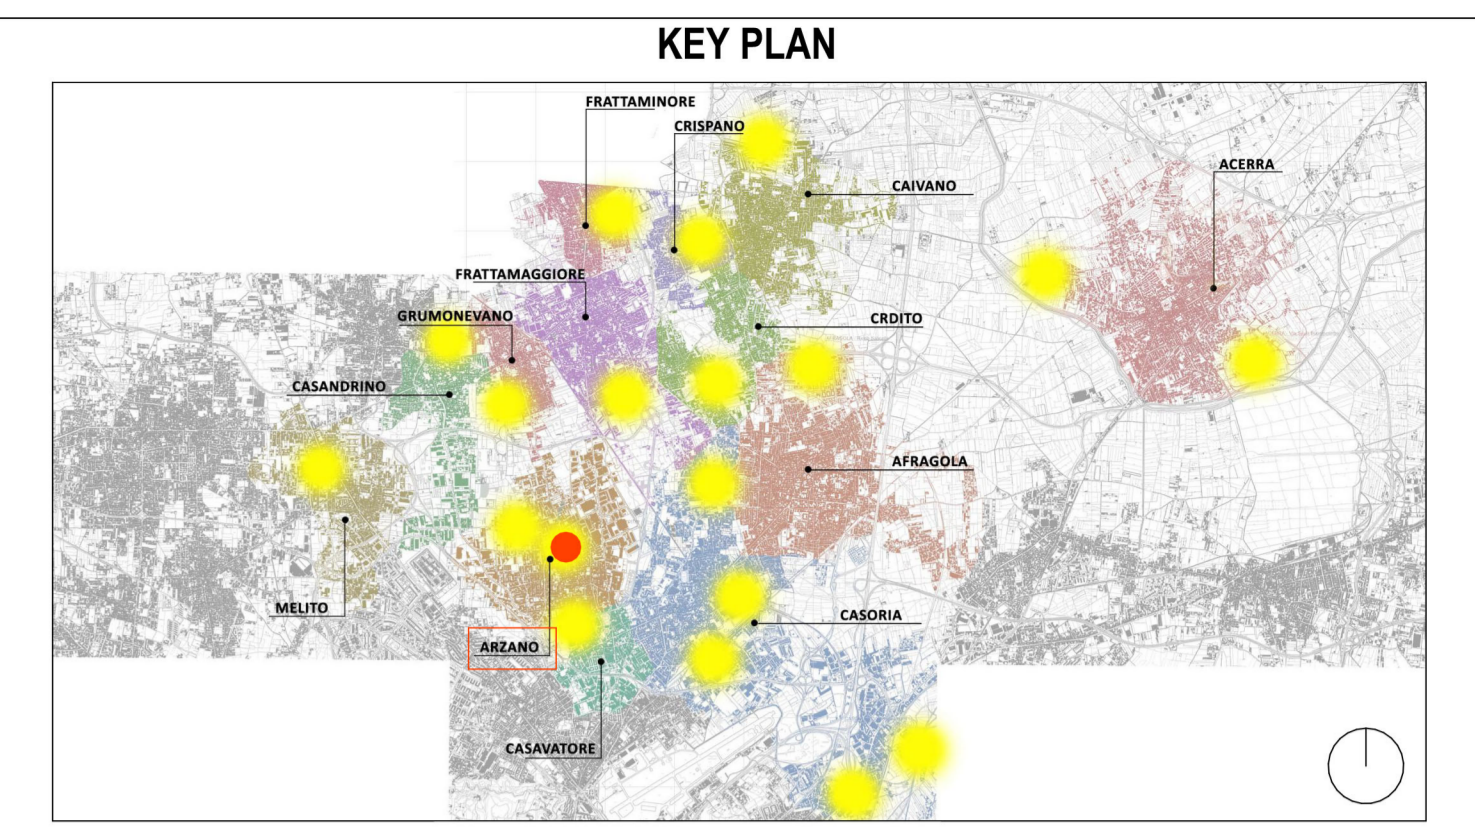 KEY PLAN
FRATTAMINORE
CRISPANO
ACERRA
CAIVANO
FRATTAMAGGIORE
GRUMONEVANO
CRDITO
CASANDRINO
AFRAGOLA
MELITO
CASORIA
ARZANO
CASAVATORE